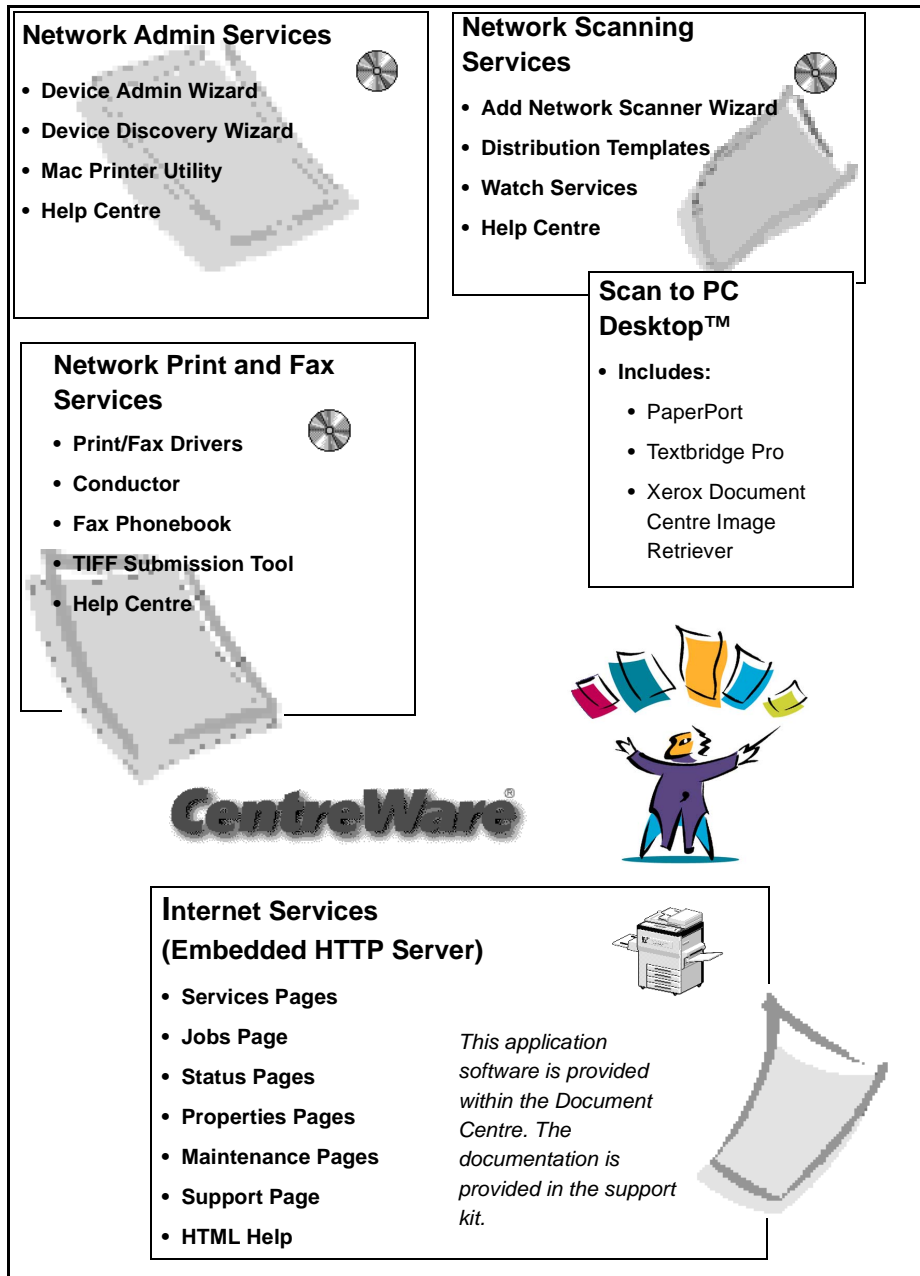 Network Admin Services
• Device Admin Wizard
• Device Discovery Wizard
• Mac Printer Utility
• Help Centre
Network Scanning
Services
• Add Network Scanner Wizard
• Distribution Templates
• Watch Services
• Help Centre
Scan to PC
Desktop™
• Includes:
• PaperPort
• Textbridge Pro
• Xerox Document
Centre Image
Retriever
Network Print and Fax
Services
• Print/Fax Drivers
• Conductor
• Fax Phonebook
• TIFF Submission Tool
• Help Centre
CentreWare®
Internet Services
(Embedded HTTP Server)
• Services Pages
• Jobs Page
• Status Pages
• Properties Pages
• Maintenance Pages
• Support Page
• HTML Help
This application
software is provided
within the Document
Centre. The
documentation is
provided in the support
kit.